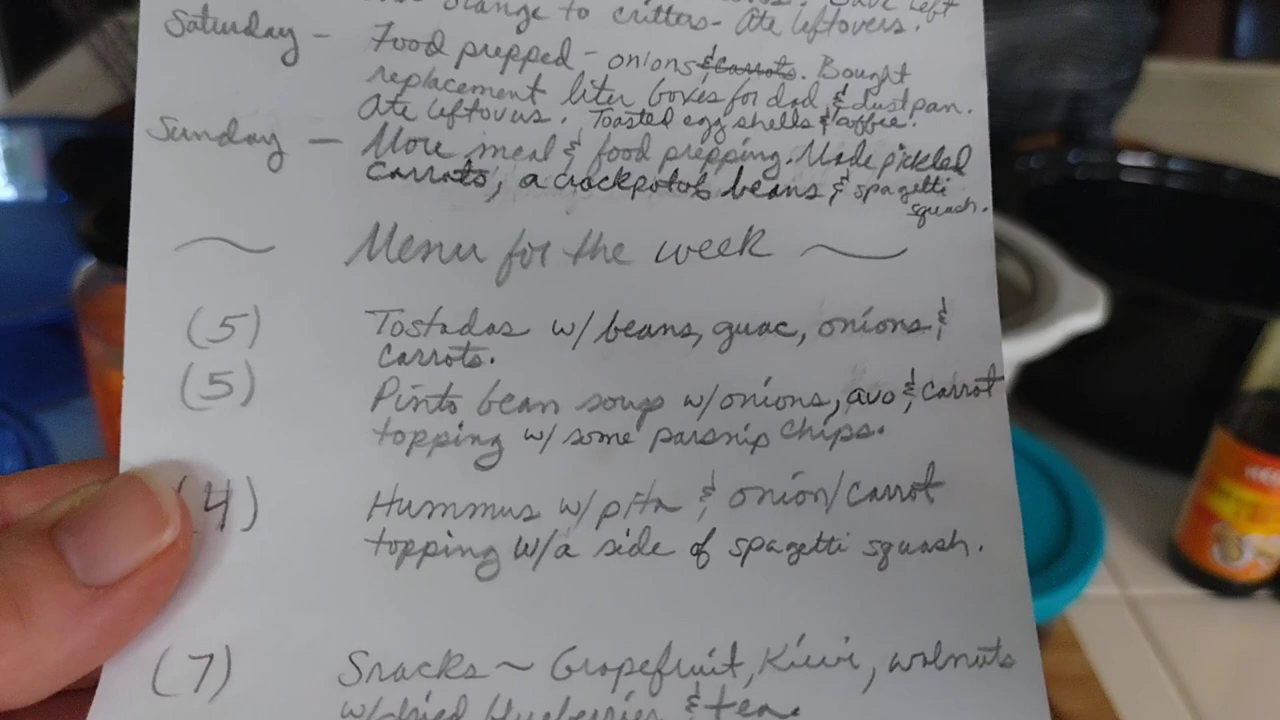 orange to critters - Ate leftovers.
Saturday - Food prepped - onions & carrots. Bought
replacement liter boxes for dad & dustpan.
Ate leftovers. Toasted egg shells & coffee.
Sunday - More meal & food prepping. Made pickled
carrots, a crockpot of beans & spagetti
squash.
~ Menu for the week ~
(5) Tostadas w/ beans, guac, onions &
carrots.
(5) Pinto bean soup w/onions, avo & carrot
topping w/ some parsnip chips.
(4) Hummus w/ pita & onion/carrot
topping w/a side of spagetti squash.
(7) Snacks ~ Grapefruit, Kiwi, walnuts
w/dried blueberries & tea.